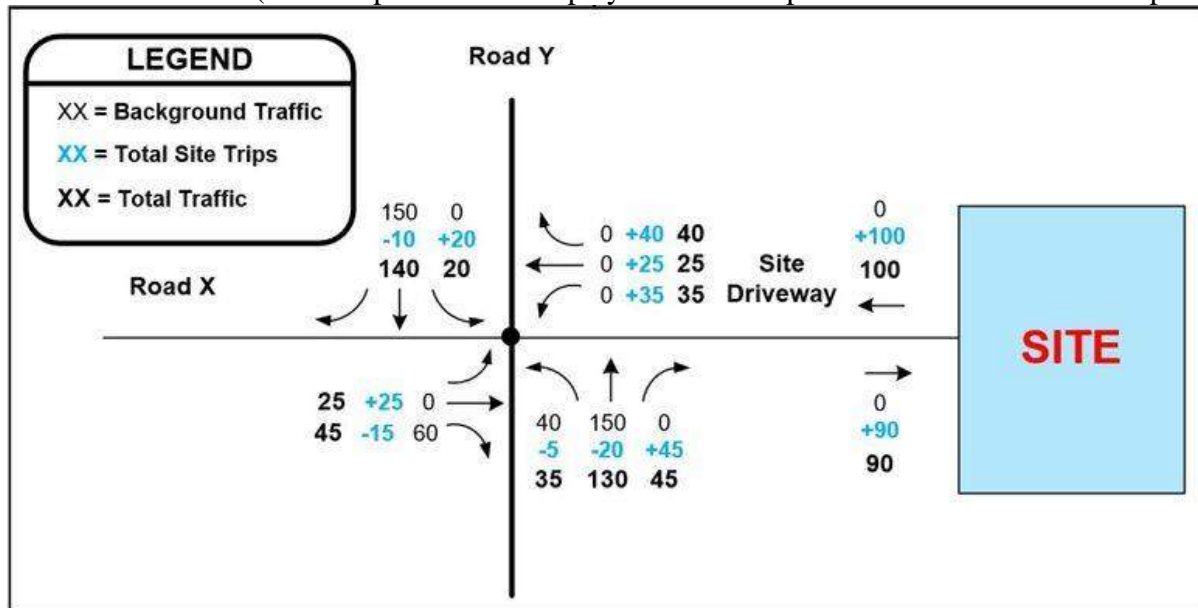 LEGEND
XX = Background Traffic
XX = Total Site Trips
XX = Total Traffic
Road Y
150 0
-10 +20
140 20
0 +40 40
0 +25 25
0 +35 35
Site
Driveway
0
+100
100
Road X
SITE
25 +25 0
45 -15 60
40 150 0
-5 -20 +45
35 130 45
0
+90
90